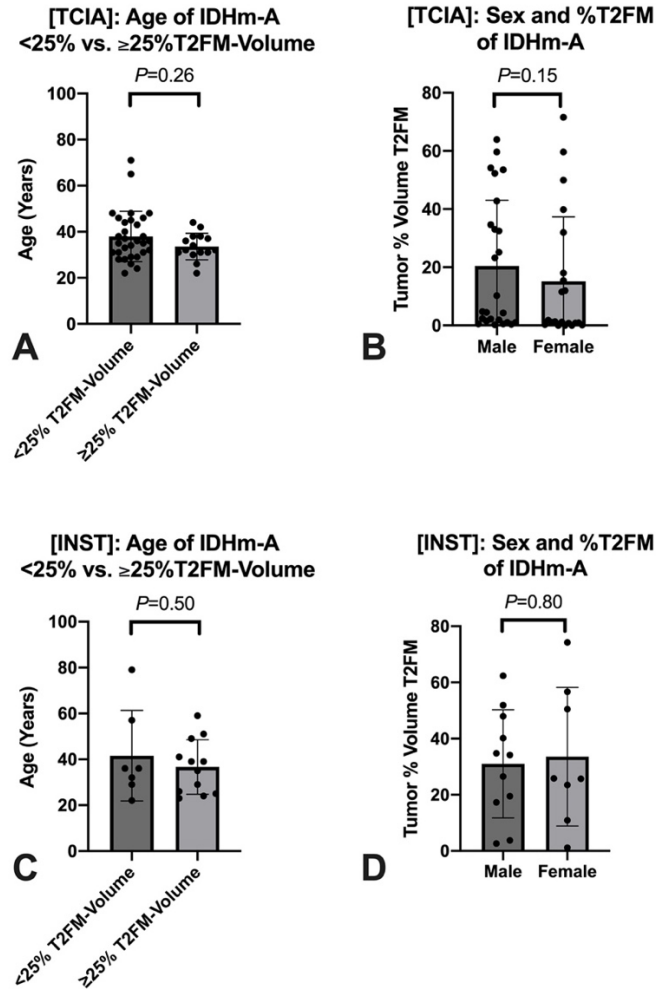 [TCIA]: Age of IDHm-A
<25% vs. ≥25%T2FM-Volume
P=0.26
Age (Years)
100
80
60
40
20
0
<25% T2FM-Volume
≥25% T2FM-Volume
A
[TCIA]: Sex and %T2FM
of IDHm-A
P=0.15
Tumor % Volume T2FM
80
60
40
20
0
Male
Female
B
[INST]: Age of IDHm-A
<25% vs. ≥25%T2FM-Volume
P=0.50
Age (Years)
100
80
60
40
20
0
<25% T2FM-Volume
≥25% T2FM-Volume
C
[INST]: Sex and %T2FM
of IDHm-A
P=0.80
Tumor % Volume T2FM
80
60
40
20
0
Male
Female
D